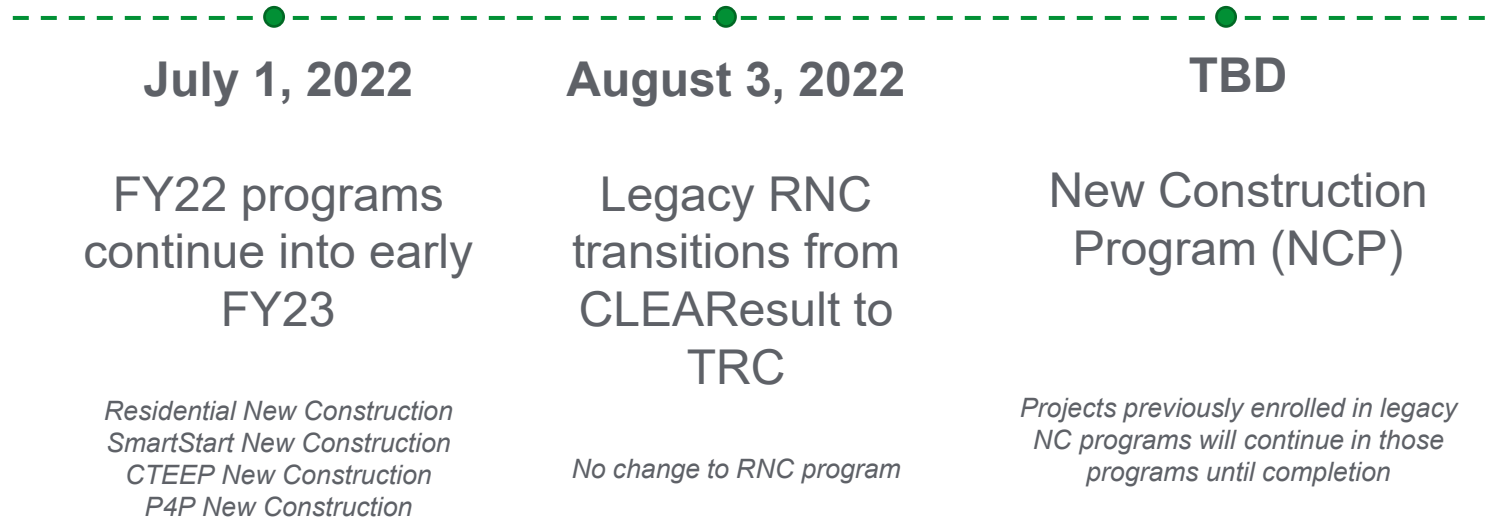 July 1, 2022
FY22 programs
continue into early
FY23
Residential New Construction
SmartStart New Construction
CTEEP New Construction
P4P New Construction
August 3, 2022
Legacy RNC
transitions from
CLEAResult to
TRC
No change to RNC program
TBD
New Construction
Program (NCP)
Projects previously enrolled in legacy
NC programs will continue in those
programs until completion